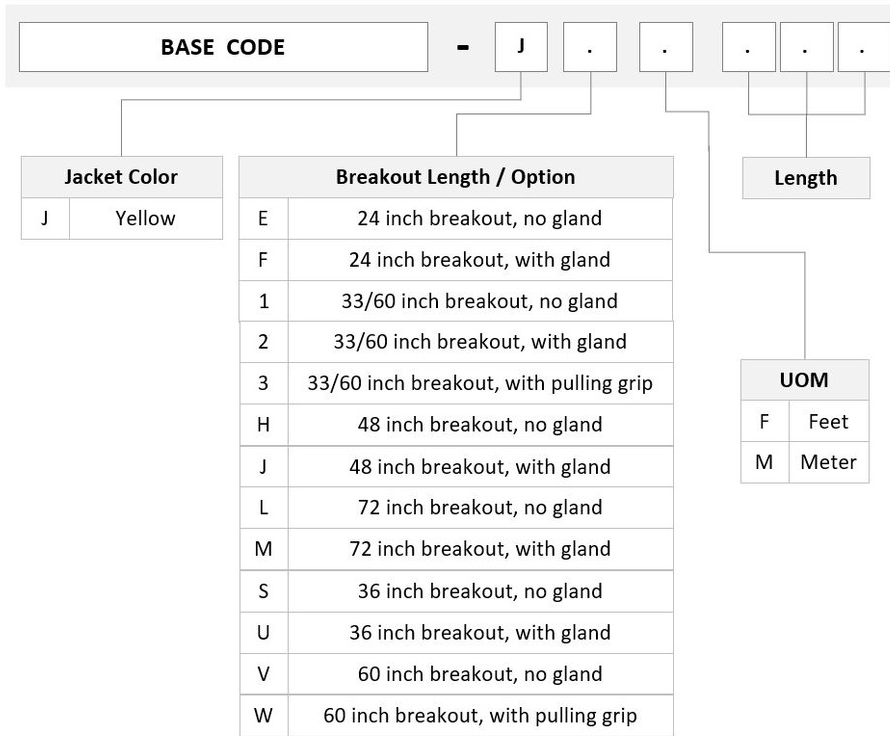 BASE CODE - J . . . . .
Jacket Color
J Yellow
Breakout Length / Option
E 24 inch breakout, no gland
F 24 inch breakout, with gland
1 33/60 inch breakout, no gland
2 33/60 inch breakout, with gland
3 33/60 inch breakout, with pulling grip
H 48 inch breakout, no gland
J 48 inch breakout, with gland
L 72 inch breakout, no gland
M 72 inch breakout, with gland
S 36 inch breakout, no gland
U 36 inch breakout, with gland
V 60 inch breakout, no gland
W 60 inch breakout, with pulling grip
Length
UOM
F Feet
M Meter